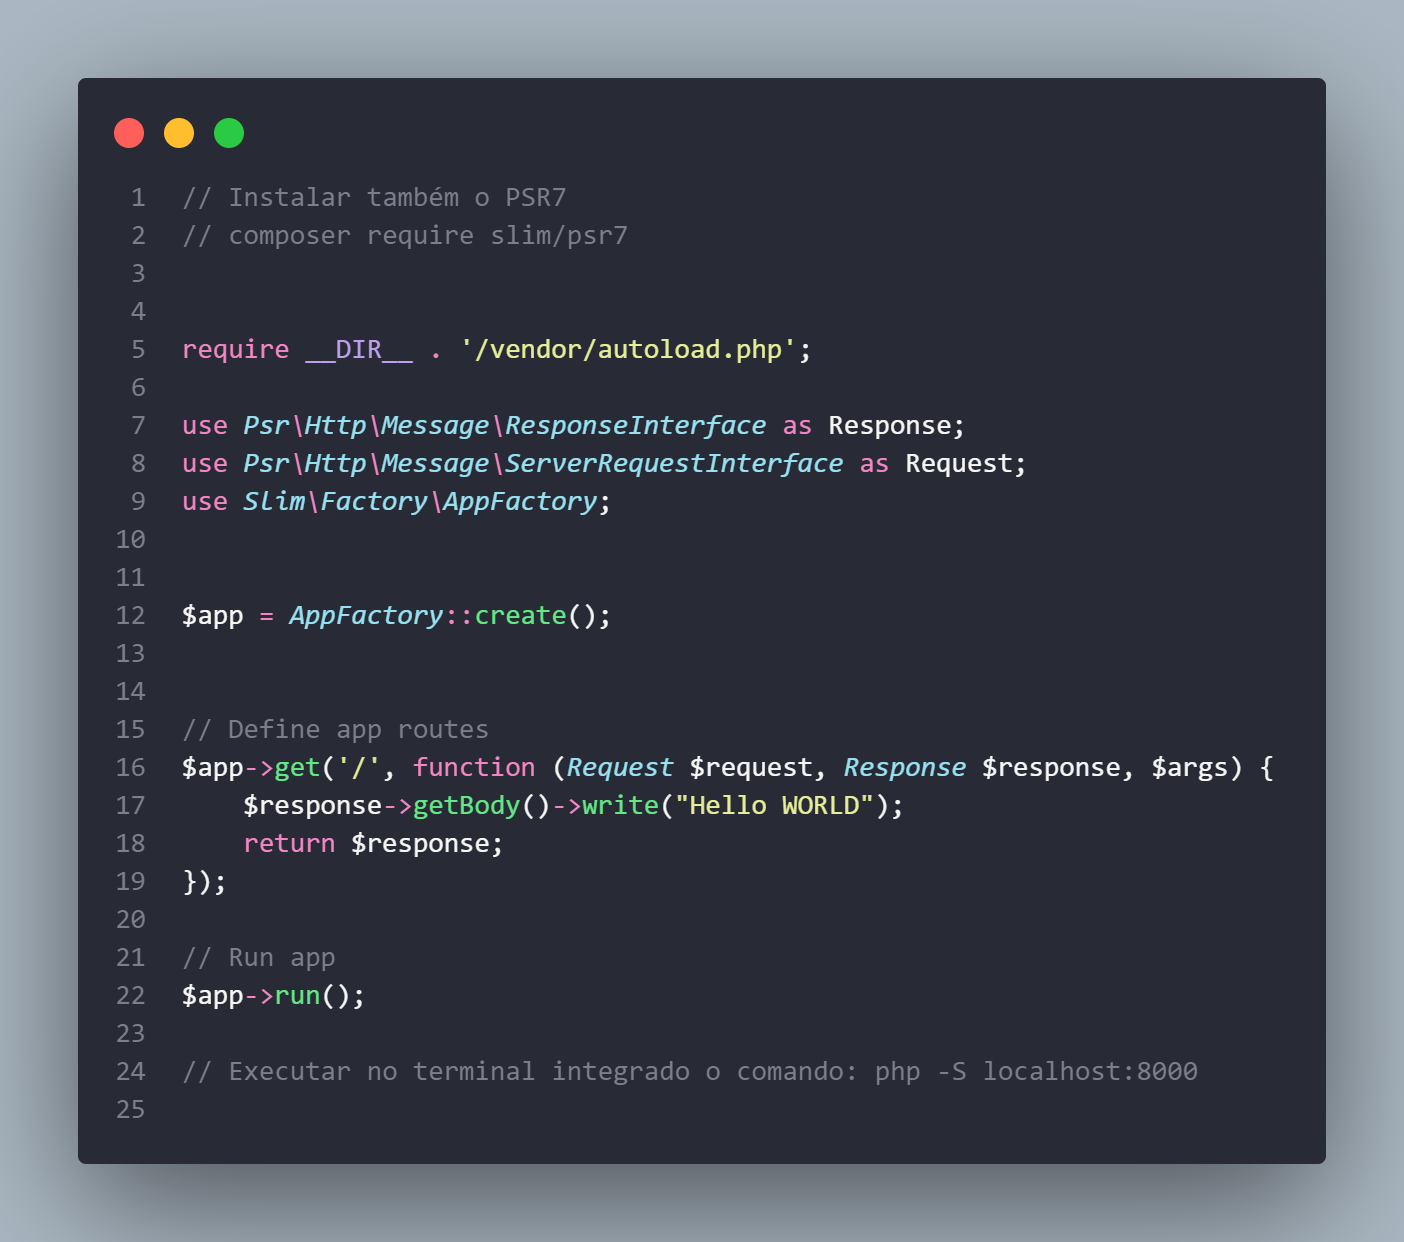 1 // Instalar também o PSR7
2 // composer require slim/psr7
3
4
5 require __DIR__ . '/vendor/autoload.php';
6
7 use Psr\Http\Message\ResponseInterface as Response;
8 use Psr\Http\Message\ServerRequestInterface as Request;
9 use Slim\Factory\AppFactory;
10
11
12 $app = AppFactory::create();
13
14
15 // Define app routes
16 $app->get('/', function (Request $request, Response $response, $args) {
17     $response->getBody()->write("Hello WORLD");
18     return $response;
19 });
20
21 // Run app
22 $app->run();
23
24 // Executar no terminal integrado o comando: php -S localhost:8000
25